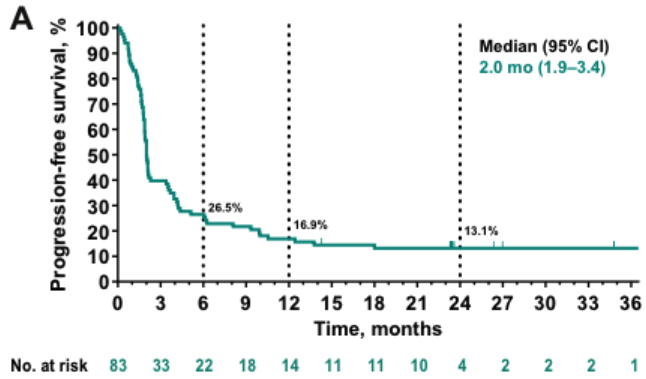 A
Progression-free survival, %
100
90
80
70
60
50
40
30
20
10
0
Median (95% CI)
2.0 mo (1.9–3.4)
26.5%
16.9%
13.1%
0 3 6 9 12 15 18 21 24 27 30 33 36
Time, months
No. at risk 83 33 22 18 14 11 11 10 4 2 2 2 1